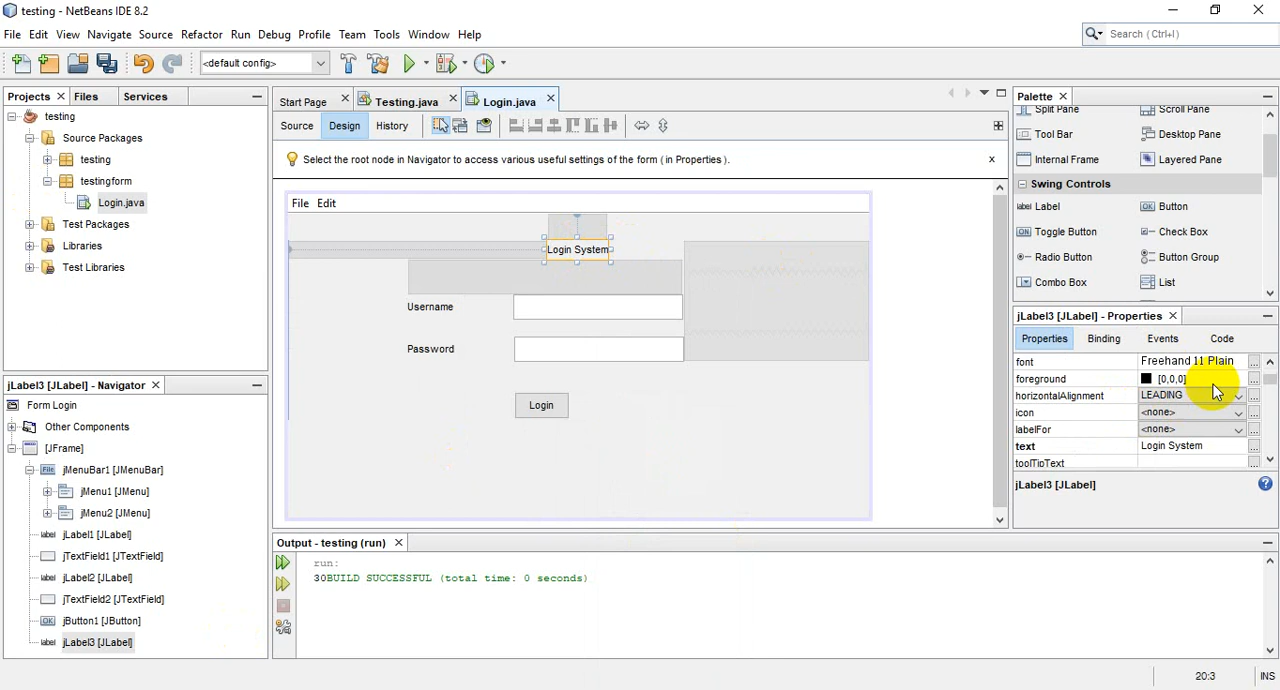 testing - NetBeans IDE 8.2
File Edit View Navigate Source Refactor Run Debug Profile Team Tools Window Help
Search (Ctrl+I)
<default config>
Projects Files Services
testing
Source Packages
testing
testingform
Login.java
Test Packages
Libraries
Test Libraries
jLabel3 [JLabel] - Navigator
Form Login
Other Components
[JFrame]
jMenuBar1 [JMenuBar]
jMenu1 [JMenu]
jMenu2 [JMenu]
jLabel1 [JLabel]
jTextField1 [JTextField]
jLabel2 [JLabel]
jTextField2 [JTextField]
jButton1 [JButton]
jLabel3 [JLabel]
Start Page Testing.java Login.java
Source Design History
Select the root node in Navigator to access various useful settings of the form (in Properties).
File Edit
Login System
Username
Password
Login
Output - testing (run)
run:
30BUILD SUCCESSFUL (total time: 0 seconds)
Palette
Split Pane Scroll Pane
Tool Bar Desktop Pane
Internal Frame Layered Pane
Swing Controls
label Label OK Button
ON Toggle Button Check Box
Radio Button Button Group
Combo Box List
jLabel3 [JLabel] - Properties
Properties Binding Events Code
font Freehand 11 Plain
foreground [0,0,0]
horizontalAlignment LEADING
icon <none>
labelFor <none>
text Login System
toolTipText
jLabel3 [JLabel]
20:3 INS